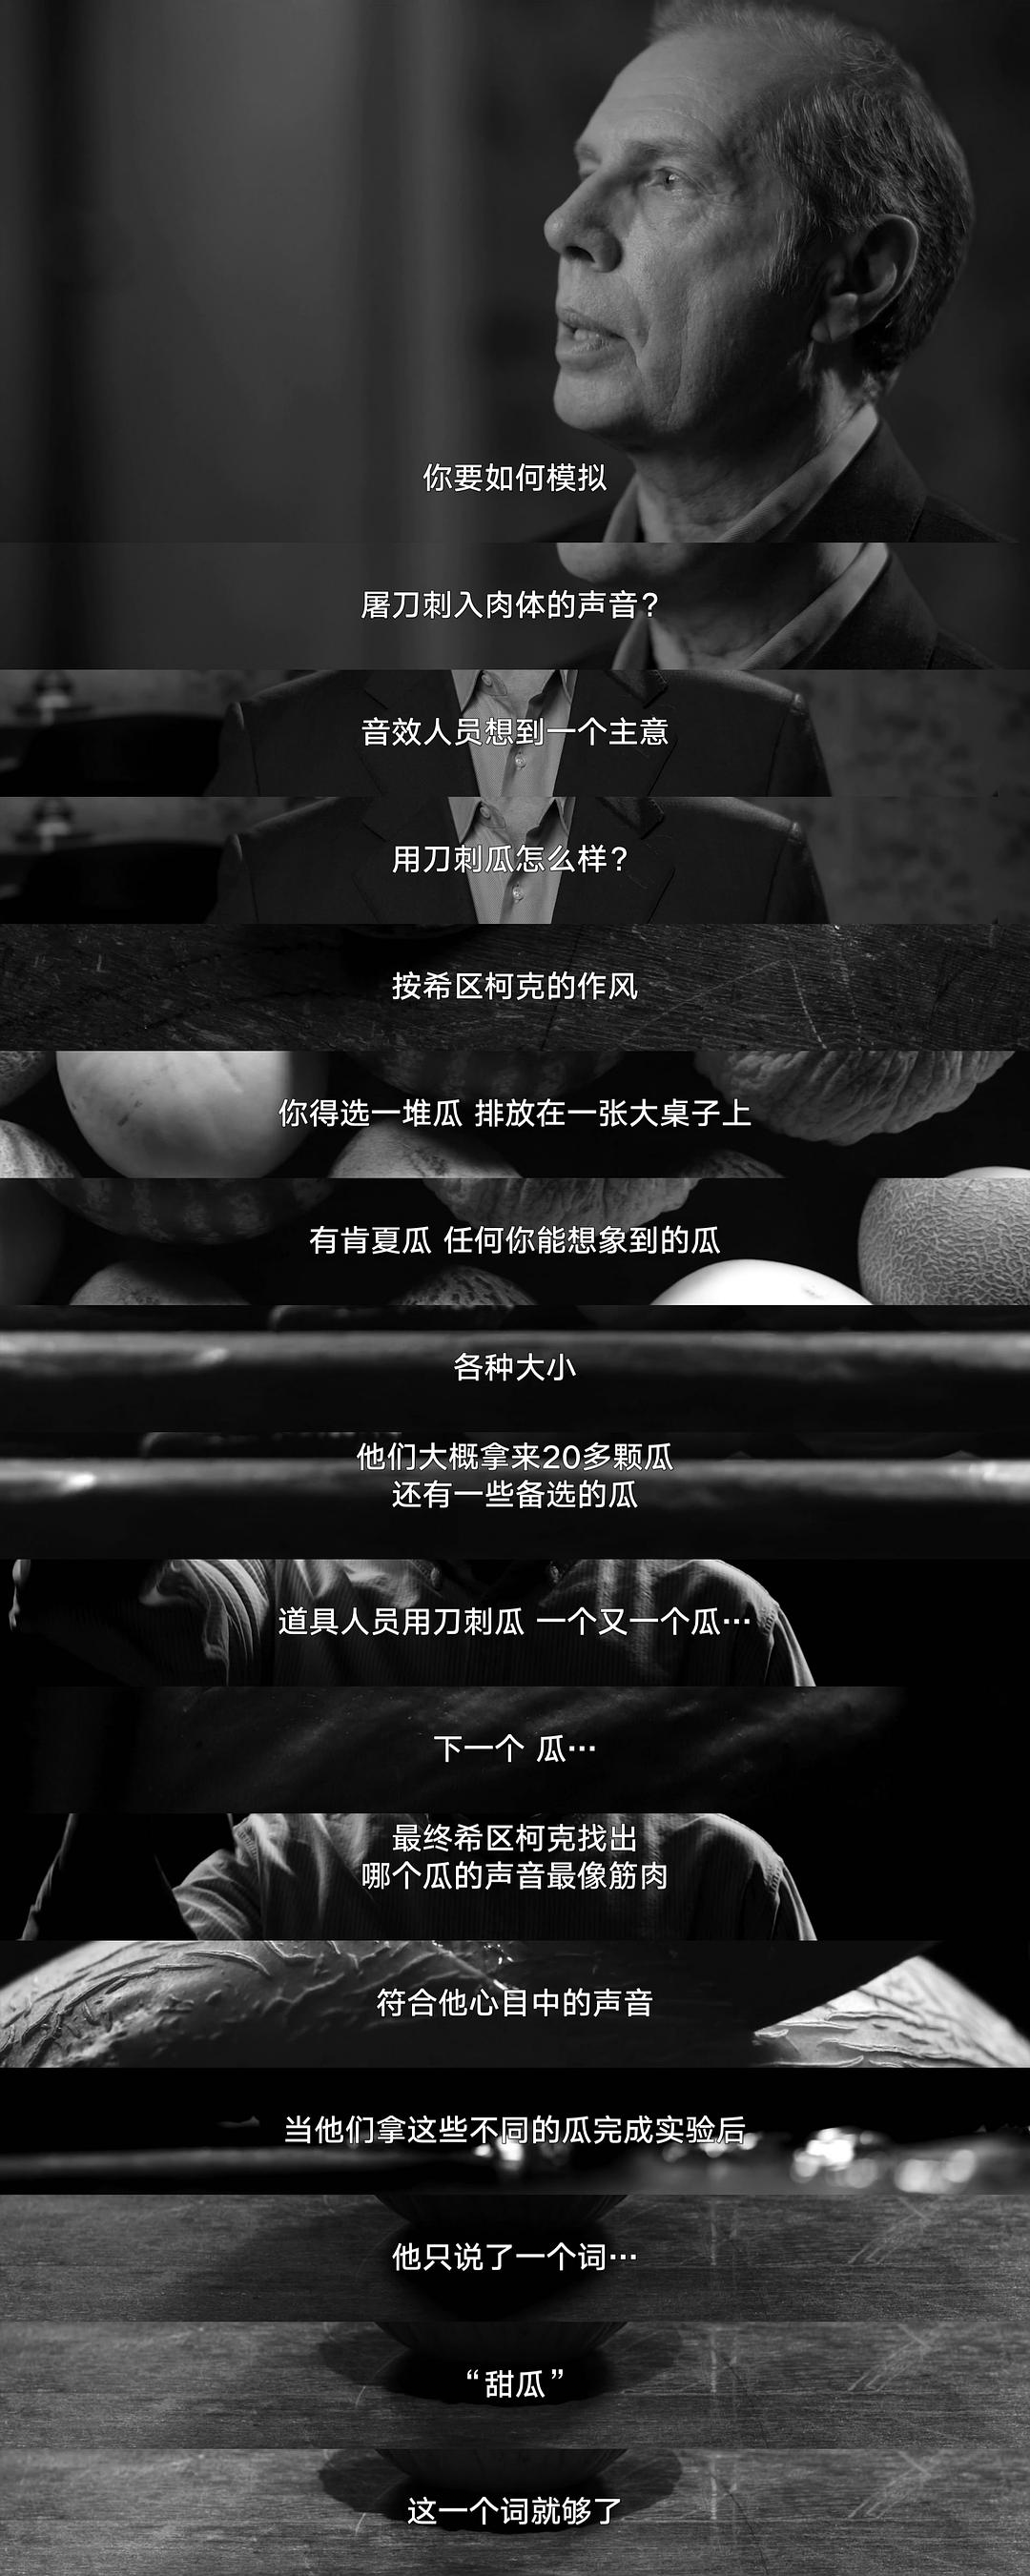 你要如何模拟
屠刀刺入肉体的声音？
音效人员想到一个主意
用刀刺瓜怎么样？
按希区柯克的作风
你得选一堆瓜 排放在一张大桌子上
有肯夏瓜 任何你能想象到的瓜
各种大小
他们大概拿来20多颗瓜
还有一些备选的瓜
道具人员用刀刺瓜 一个又一个瓜…
下一个 瓜…
最终希区柯克找出
哪个瓜的声音最像筋肉
符合他心目中的声音
当他们拿这些不同的瓜完成实验后
他只说了一个词…
“甜瓜”
这一个词就够了